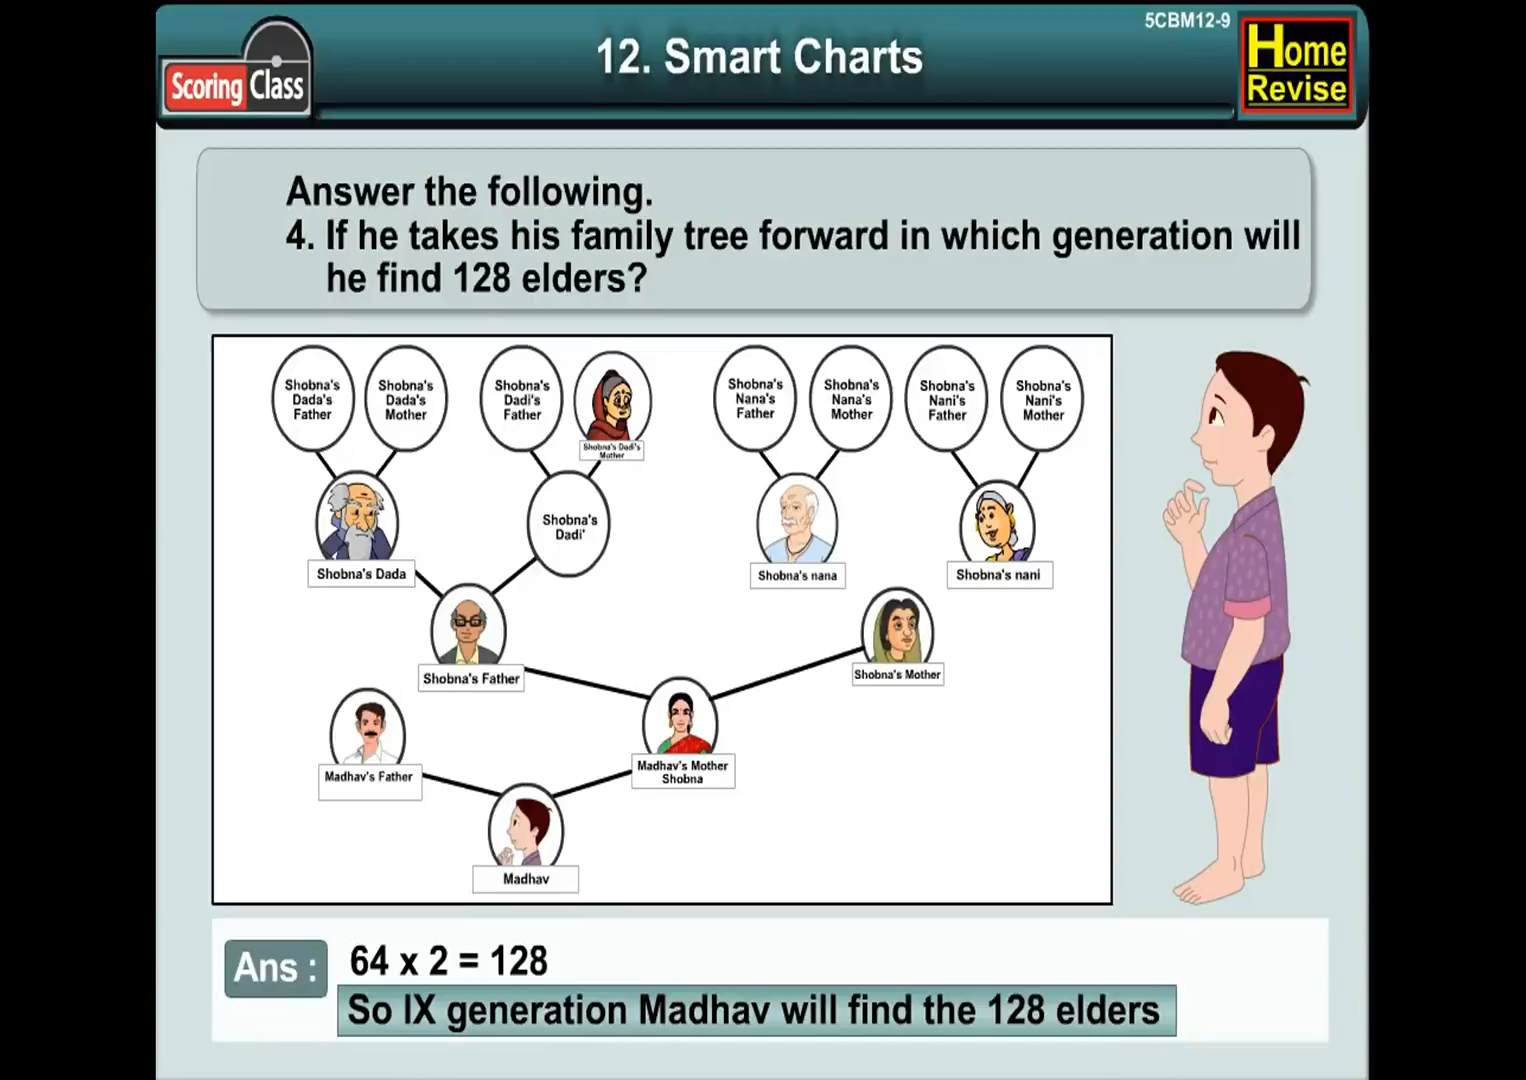 5CBM12-9
Scoring Class
12. Smart Charts
Home
Revise
Answer the following.
4. If he takes his family tree forward in which generation will
he find 128 elders?
Shobna's
Dada's
Father
Shobna's
Dada's
Mother
Shobna's
Dadi's
Father
Shobna's Dadi's
Mother
Shobna's
Nana's
Father
Shobna's
Nana's
Mother
Shobna's
Nani's
Father
Shobna's
Nani's
Mother
Shobna's Dada
Shobna's
Dadi'
Shobna's nana
Shobna's nani
Shobna's Father
Shobna's Mother
Madhav's Father
Madhav's Mother
Shobna
Madhav
Ans :
64 x 2 = 128
So IX generation Madhav will find the 128 elders